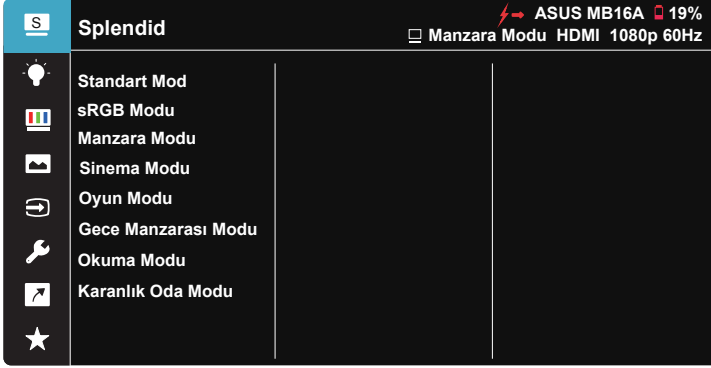 S
Splendid
ASUS MB16A 19%
Manzara Modu HDMI 1080p 60Hz
Standart Mod
sRGB Modu
Manzara Modu
Sinema Modu
Oyun Modu
Gece Manzarası Modu
Okuma Modu
Karanlık Oda Modu